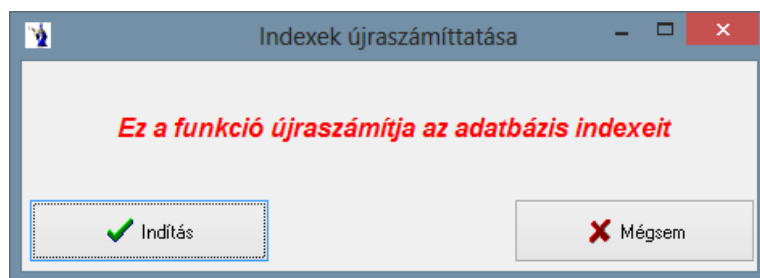 Indexek újraszámíttatása
Ez a funkció újraszámítja az adatbázis indexeit
Indítás
Mégsem